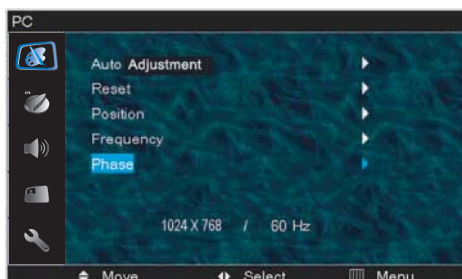 PC
Auto Adjustment
Reset
Position
Frequency
Phase
1024 X 768 / 60 Hz
Move Select Menu